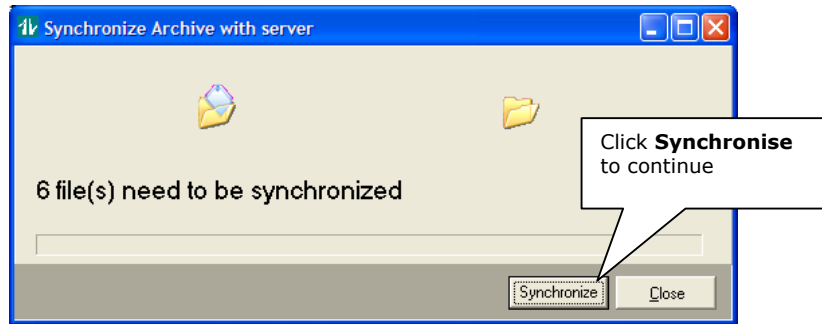 Synchronize Archive with server
Click Synchronise
to continue
6 file(s) need to be synchronized
Synchronize
Close